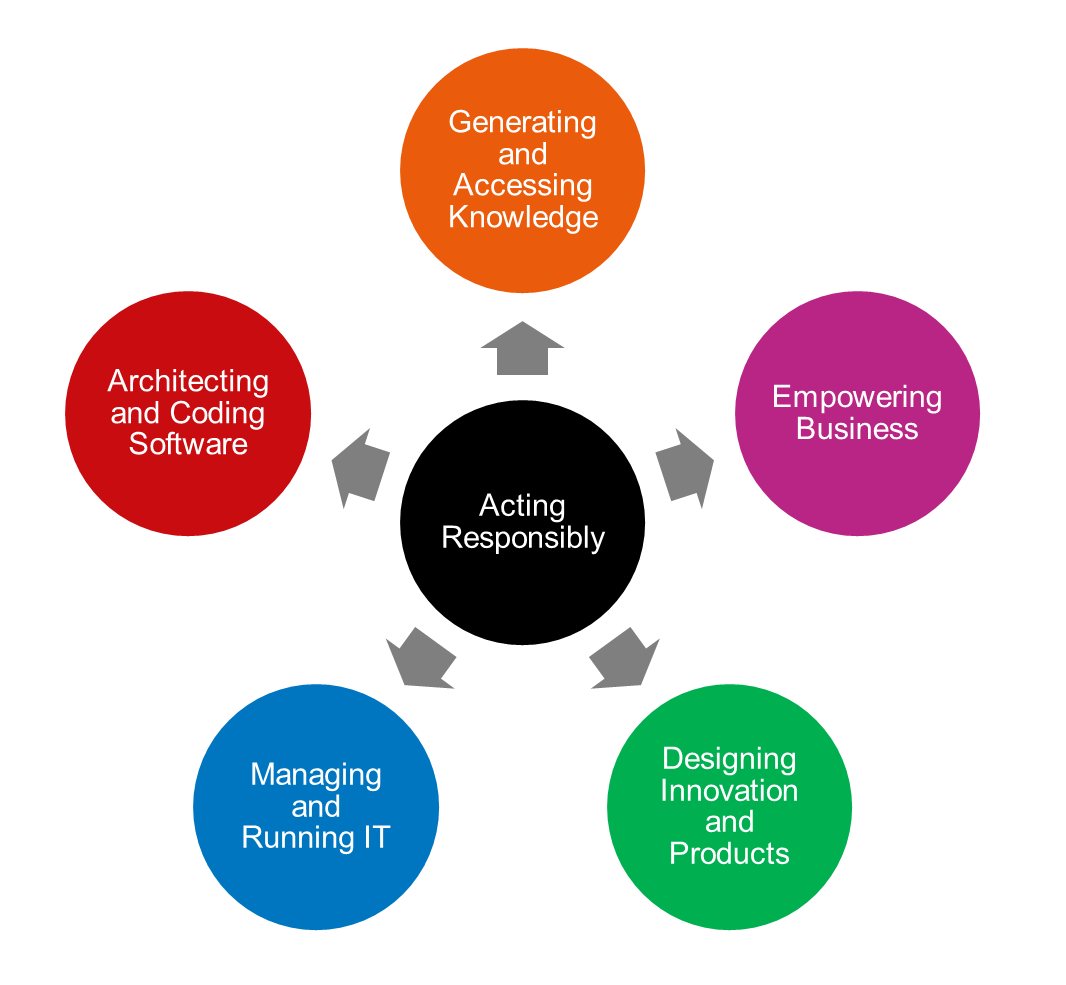 Generating
and
Accessing
Knowledge
Architecting
and Coding
Software
Empowering
Business
Acting
Responsibly
Managing
and
Running IT
Designing
Innovation
and
Products